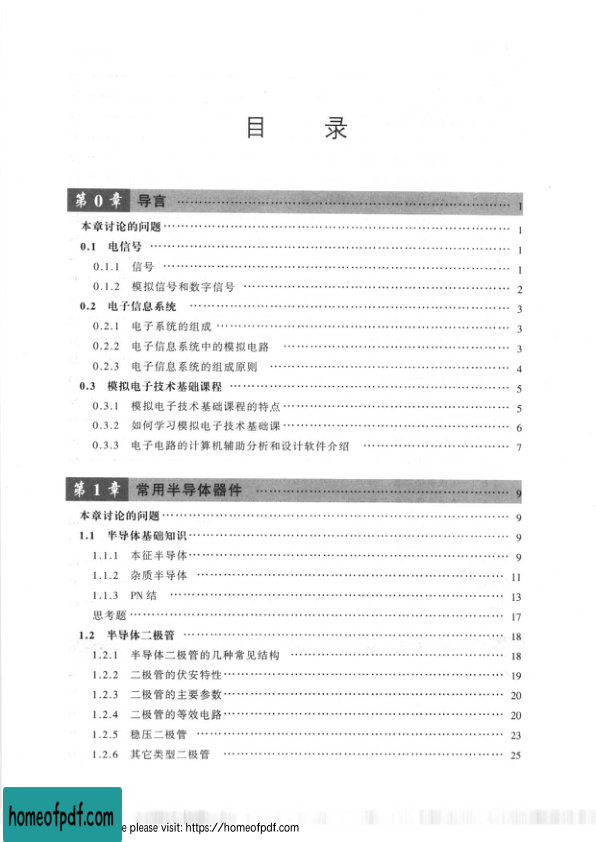 目 录
第 0 章 导言 ………… 1
本章讨论的问题 ………… 1
0.1 电信号 ………… 1
0.1.1 信号 ………… 1
0.1.2 模拟信号和数字信号 ………… 2
0.2 电子信息系统 ………… 3
0.2.1 电子系统的组成 ………… 3
0.2.2 电子信息系统中的模拟电路 ………… 3
0.2.3 电子信息系统的组成原则 ………… 4
0.3 模拟电子技术基础课程 ………… 5
0.3.1 模拟电子技术基础课程的特点 ………… 5
0.3.2 如何学习模拟电子技术基础课 ………… 6
0.3.3 电子电路的计算机辅助分析和设计软件介绍 ………… 7
第 1 章 常用半导体器件 ………… 9
本章讨论的问题 ………… 9
1.1 半导体基础知识 ………… 9
1.1.1 本征半导体 ………… 9
1.1.2 杂质半导体 ………… 11
1.1.3 PN结 ………… 13
思考题 ………… 17
1.2 半导体二极管 ………… 18
1.2.1 半导体二极管的几种常见结构 ………… 18
1.2.2 二极管的伏安特性 ………… 19
1.2.3 二极管的主要参数 ………… 20
1.2.4 二极管的等效电路 ………… 20
1.2.5 稳压二极管 ………… 23
1.2.6 其它类型二极管 ………… 25
homeofpdf.com
e please visit: https://homeofpdf.com